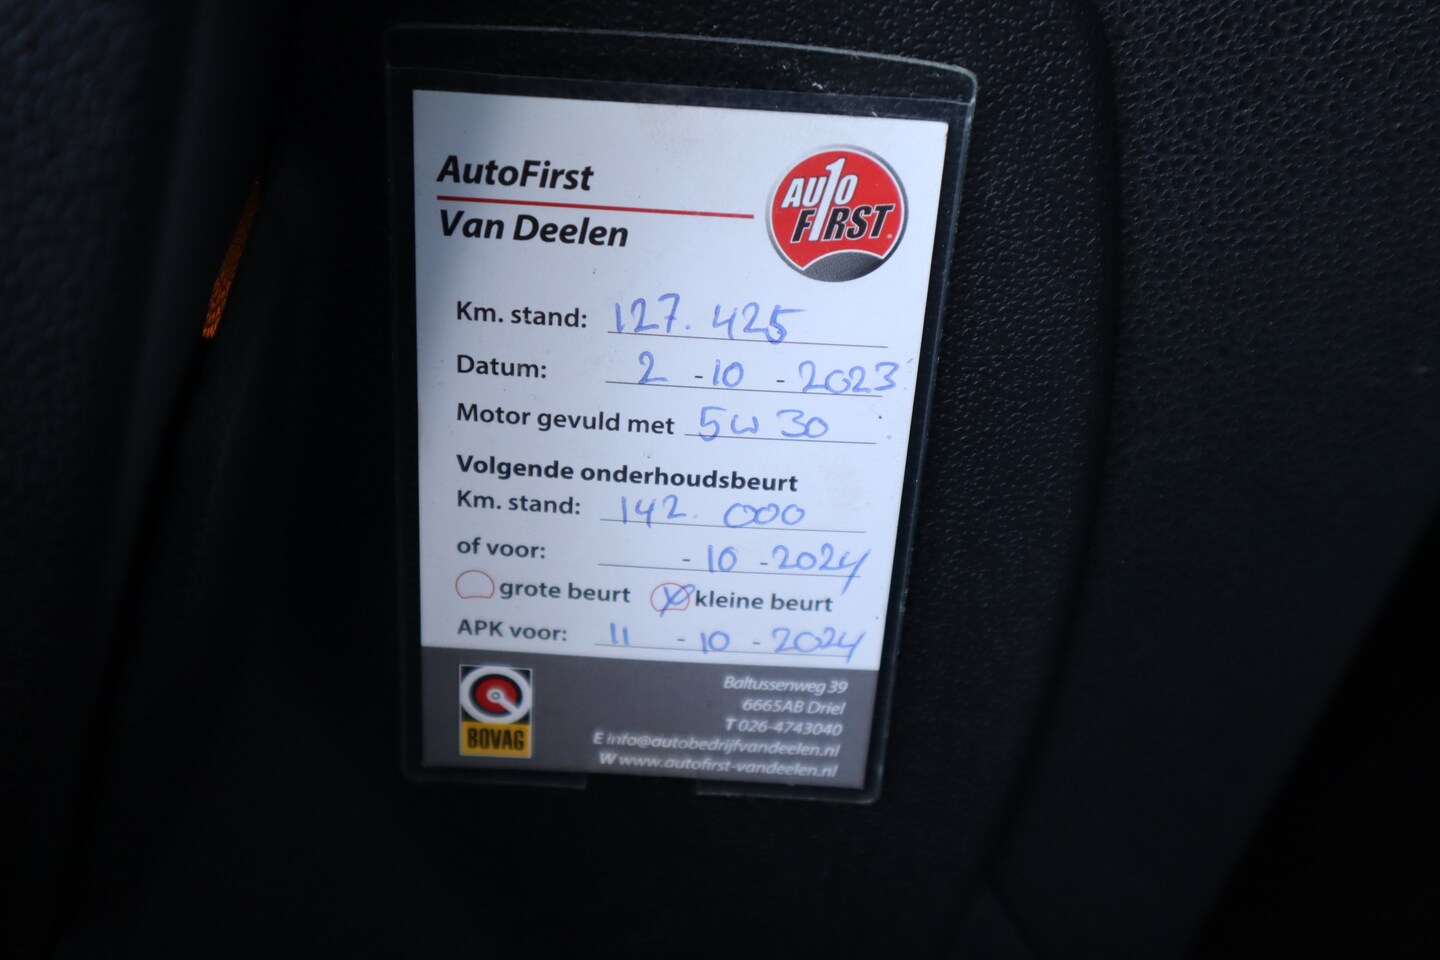 AutoFirst
Van Deelen
AUTO
FIRST
Km. stand: 127.425
Datum: 2 - 10 - 2023
Motor gevuld met 5w30
Volgende onderhoudsbeurt
Km. stand: 142.000
of voor: - 10 - 2024
grote beurt kleine beurt
APK voor: 11 - 10 - 2024
BOVAG
Baltussenweg 39
6665AB Driel
T 026-4743040
E info@autobedrijfvandeelen.nl
W www.autofirst-vandeelen.nl